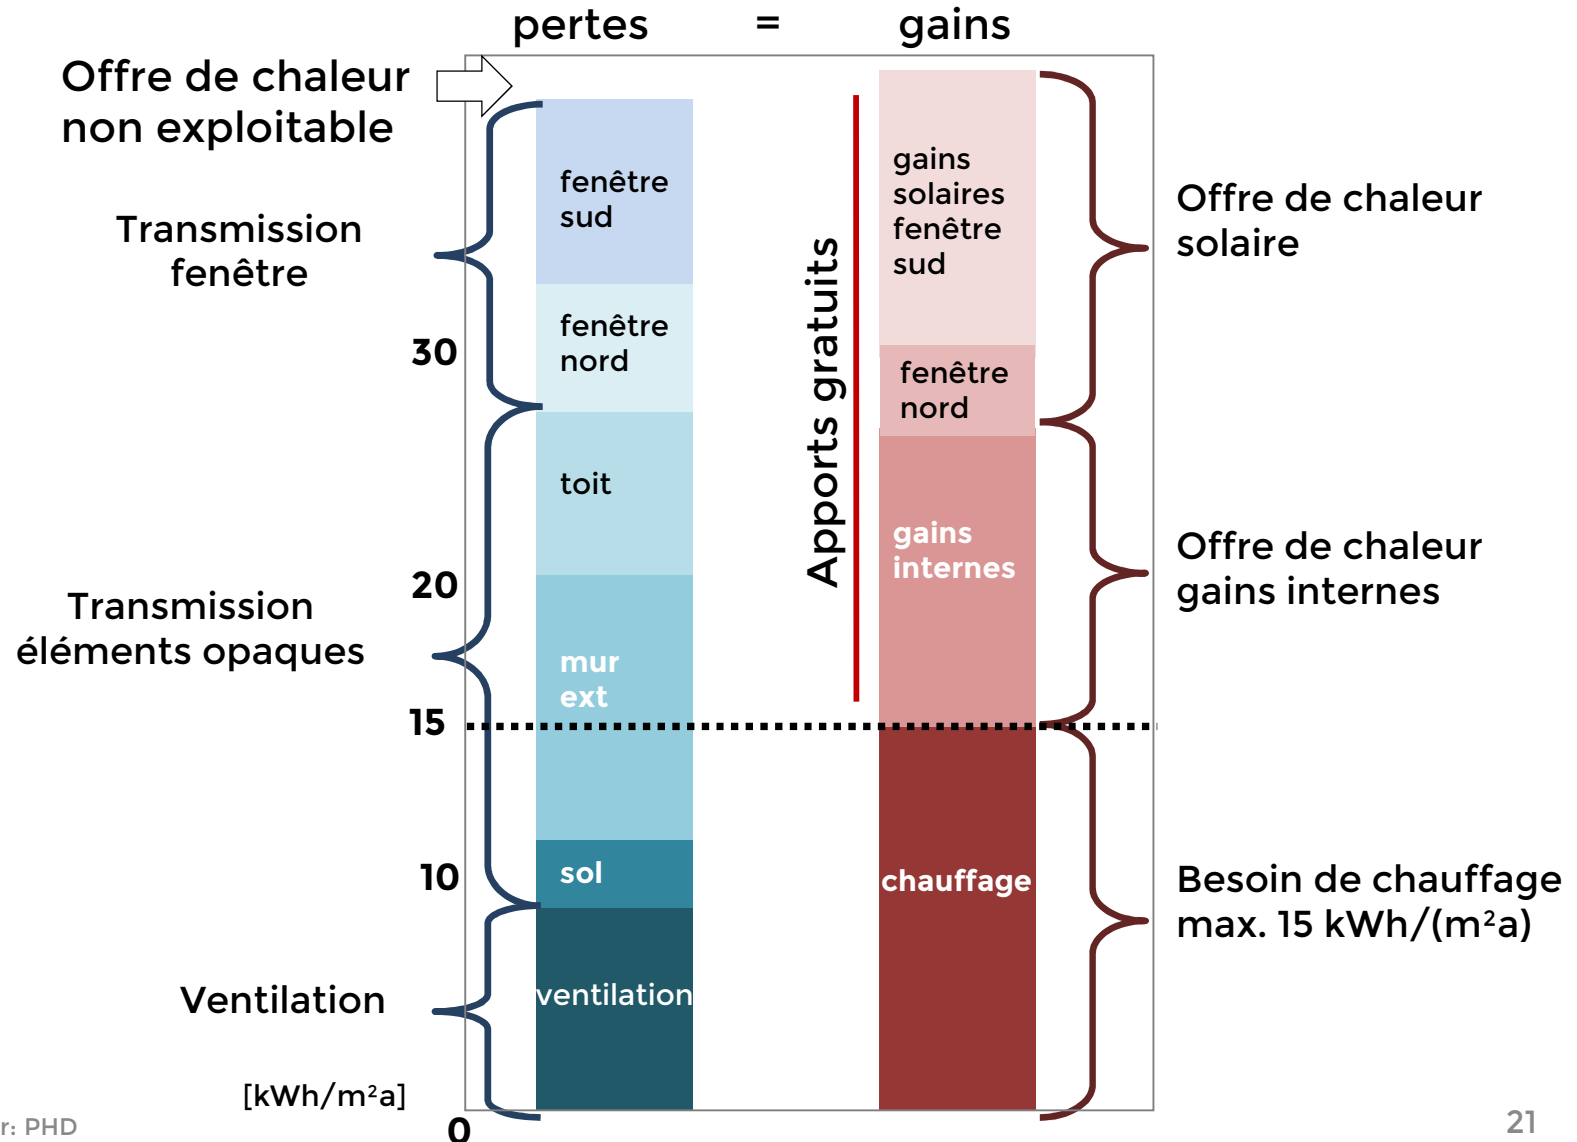 pertes = gains
Offre de chaleur
non exploitable
Transmission
fenêtre
Transmission
éléments opaques
Ventilation
[kWh/m²a]
30
20
15
10
0
fenêtre
sud
fenêtre
nord
toit
mur
ext
sol
ventilation
Apports gratuits
gains
solaires
fenêtre
sud
fenêtre
nord
gains
internes
chauffage
Offre de chaleur
solaire
Offre de chaleur
gains internes
Besoin de chauffage
max. 15 kWh/(m²a)
r: PHD
21